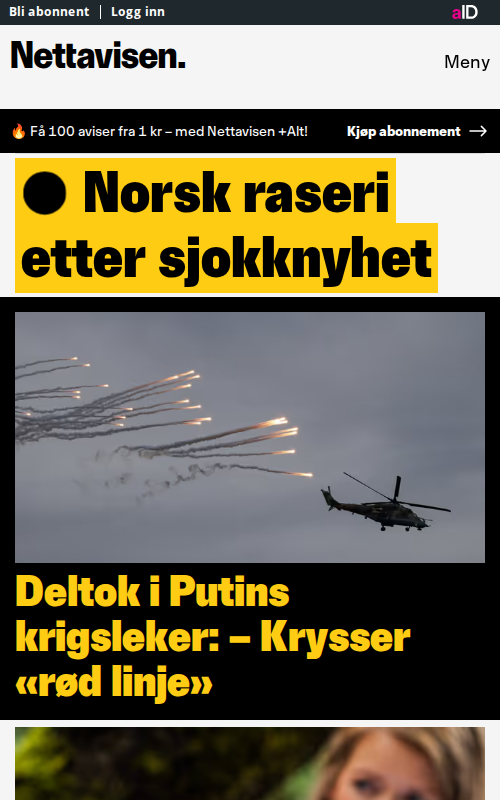 Bli abonnent | Logg inn
aID
Nettavisen.
Meny
🔥 Få 100 aviser fra 1 kr – med Nettavisen +Alt!
Kjøp abonnement →
● Norsk raseri
etter sjokknyhet
Deltok i Putins
krigsleker: – Krysser
«rød linje»